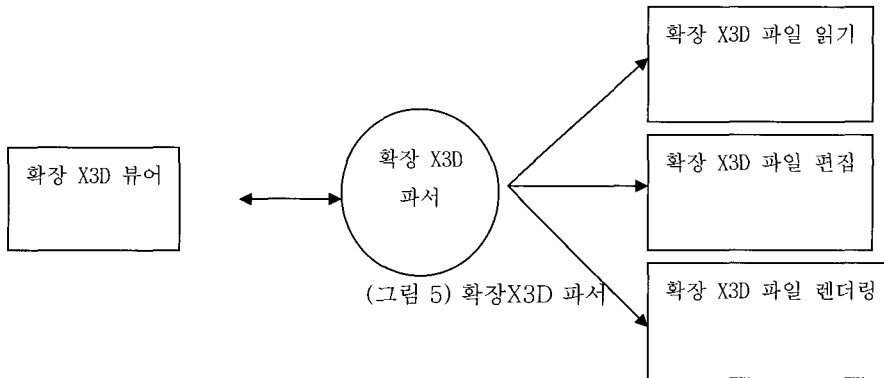 확장 X3D 파일 읽기
확장 X3D 뷰어
확장 X3D
파서
확장 X3D 파일 편집
(그림 5) 확장X3D 파서
확장 X3D 파일 렌더링